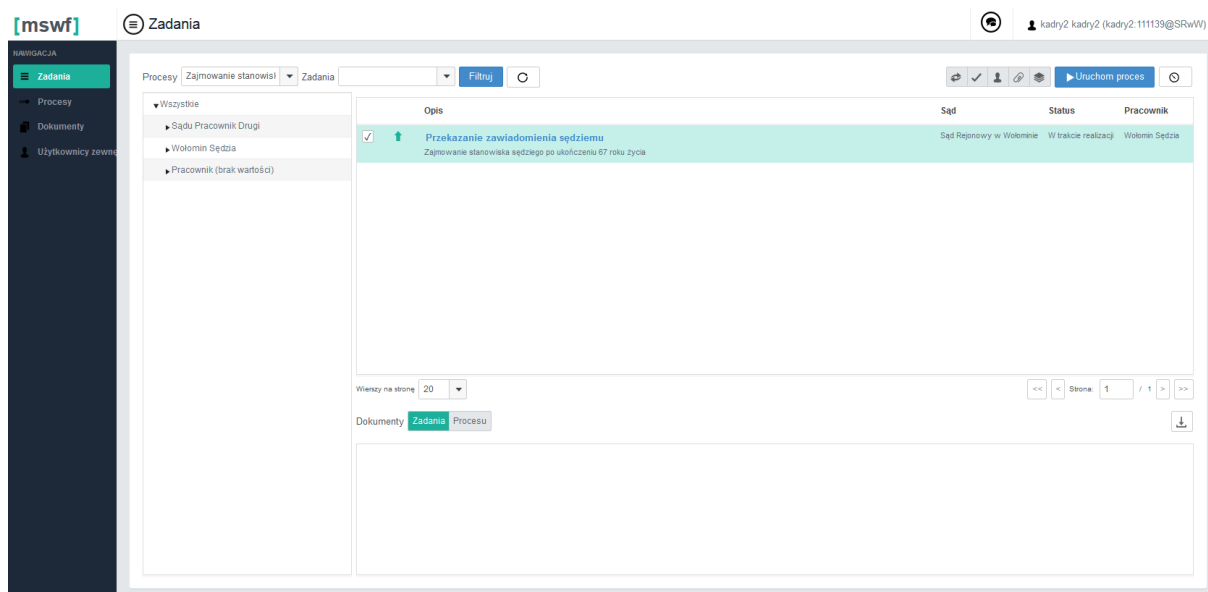 [mswf]
Zadania
kadry2 kadry2 (kadry2:111139@SRwW)
NAWIGACJA
Zadania
Procesy
Dokumenty
Użytkownicy zewnę
Procesy Zajmowanie stanowisk Zadania Filtruj Uruchom proces
Wszystkie
Sądu Pracownik Drugi
Wołomin Sędzia
Pracownik (brak wartości)
Opis Sąd Status Pracownik
Przekazanie zawiadomienia sędziemu Sąd Rejonowy w Wołominie W trakcie realizacji Wołomin Sędzia
Zajmowanie stanowiska sędziego po ukończeniu 67 roku życia
Wierszy na stronę 20 << < Strona: 1 / 1 > >>
Dokumenty Zadania Procesu